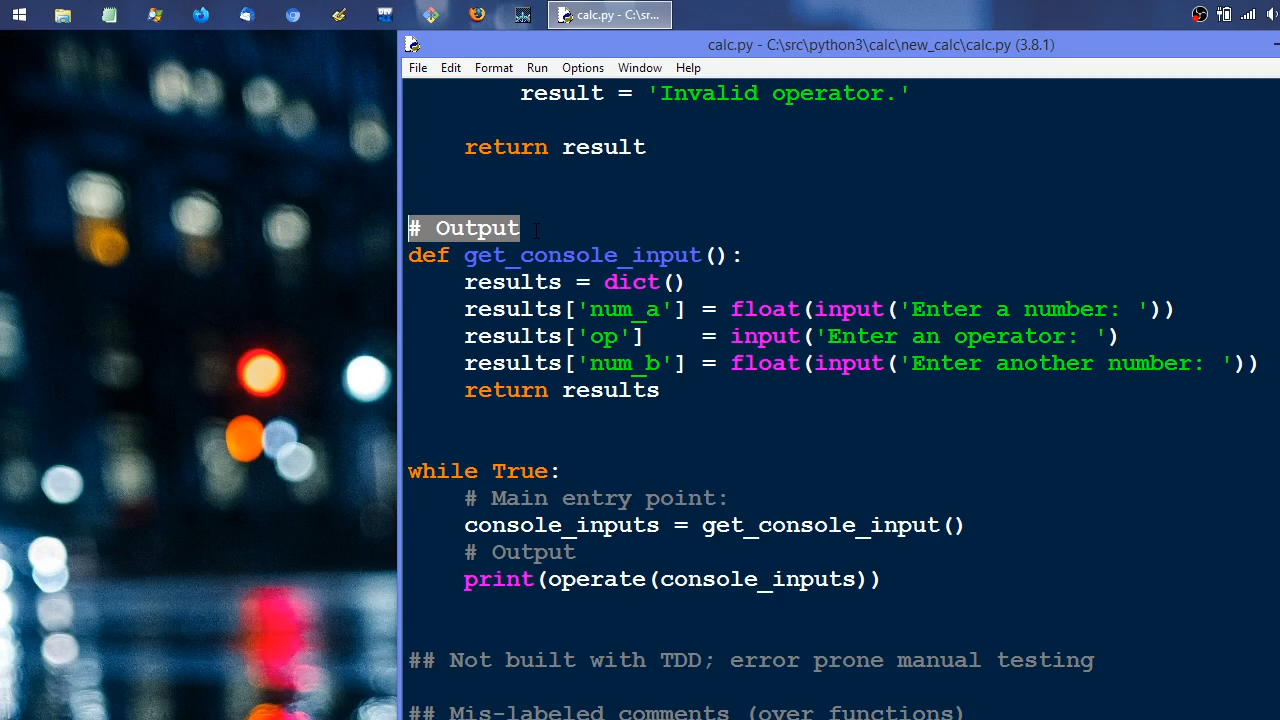 calc.py - C:\sr...
calc.py - C:\src\python3\calc\new_calc\calc.py (3.8.1)
File Edit Format Run Options Window Help
result = 'Invalid operator.'
return result
# Output
def get_console_input():
results = dict()
results['num_a'] = float(input('Enter a number: '))
results['op']    = input('Enter an operator: ')
results['num_b'] = float(input('Enter another number: '))
return results
while True:
# Main entry point:
console_inputs = get_console_input()
# Output
print(operate(console_inputs))
## Not built with TDD; error prone manual testing
## Mis-labeled comments (over functions)